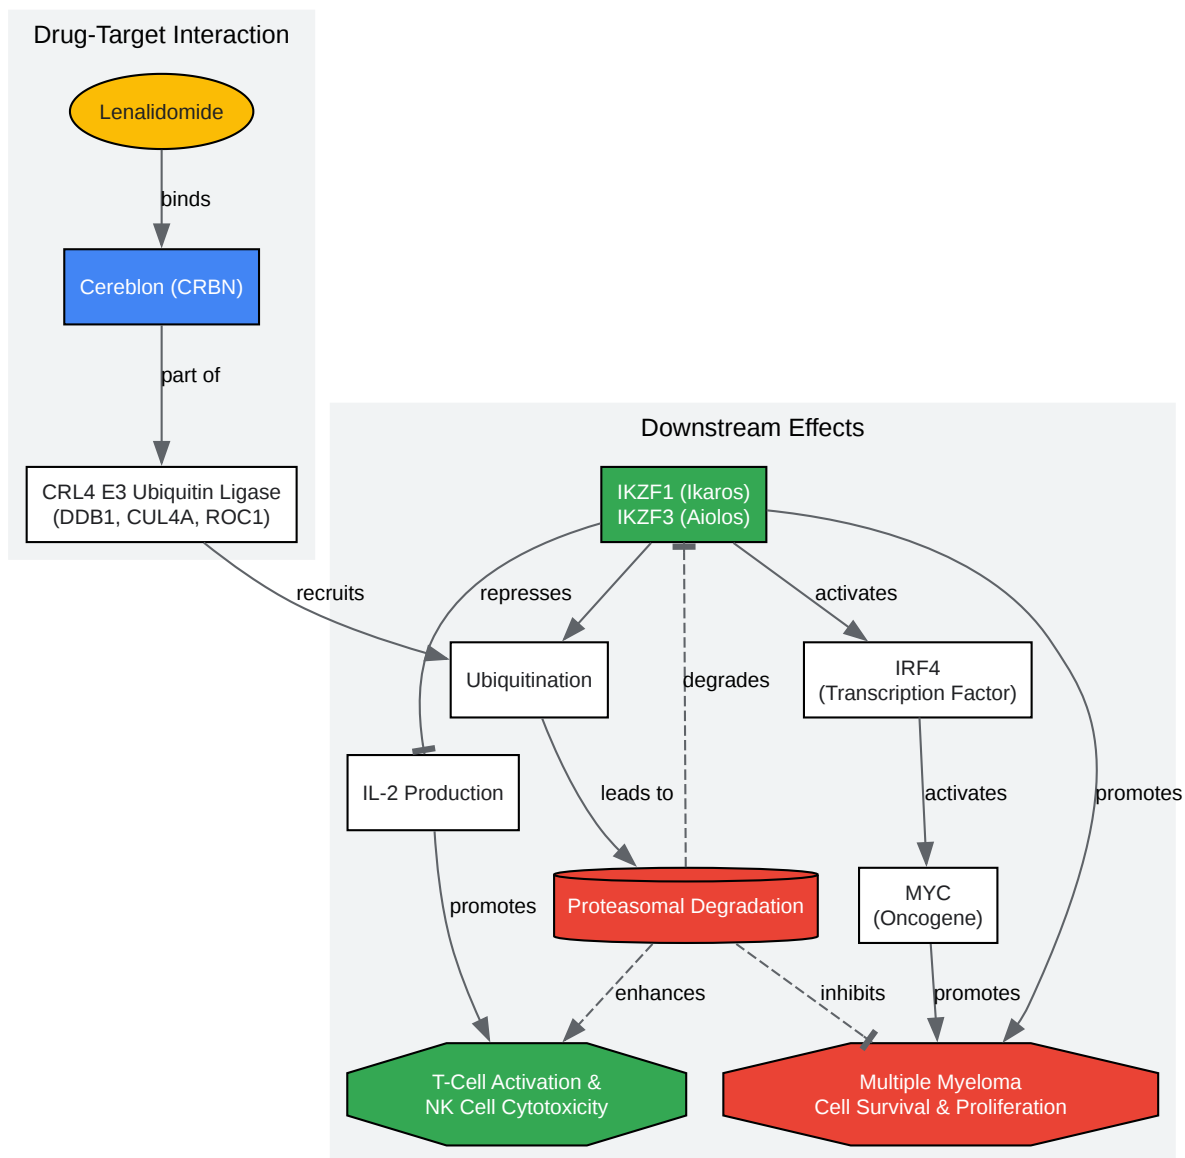 Drug-Target Interaction
Lenalidomide
binds
Cereblon (CRBN)
part of
CRL4 E3 Ubiquitin Ligase
(DDB1, CUL4A, ROC1)
recruits
Downstream Effects
IKZF1 (Ikaros)
IKZF3 (Aiolos)
represses
activates
Ubiquitination
degrades
IRF4
(Transcription Factor)
IL-2 Production
leads to
activates
promotes
promotes
Proteasomal Degradation
MYC
(Oncogene)
enhances
inhibits
promotes
T-Cell Activation &
NK Cell Cytotoxicity
Multiple Myeloma
Cell Survival & Proliferation